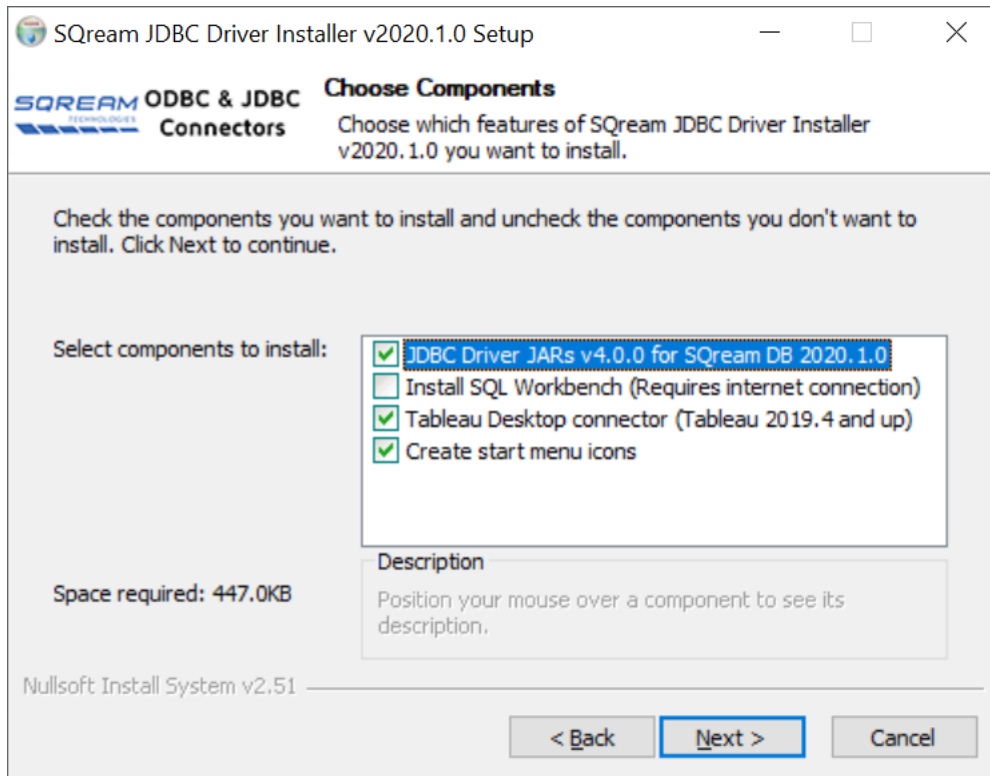 SQream JDBC Driver Installer v2020.1.0 Setup
SQREAM
TECHNOLOGIES
ODBC & JDBC
Connectors
Choose Components
Choose which features of SQream JDBC Driver Installer
v2020.1.0 you want to install.
Check the components you want to install and uncheck the components you don't want to
install. Click Next to continue.
Select components to install:
JDBC Driver JARs v4.0.0 for SQream DB 2020.1.0
Install SQL Workbench (Requires internet connection)
Tableau Desktop connector (Tableau 2019.4 and up)
Create start menu icons
Space required: 447.0KB
Description
Position your mouse over a component to see its
description.
Nullsoft Install System v2.51
< Back
Next >
Cancel